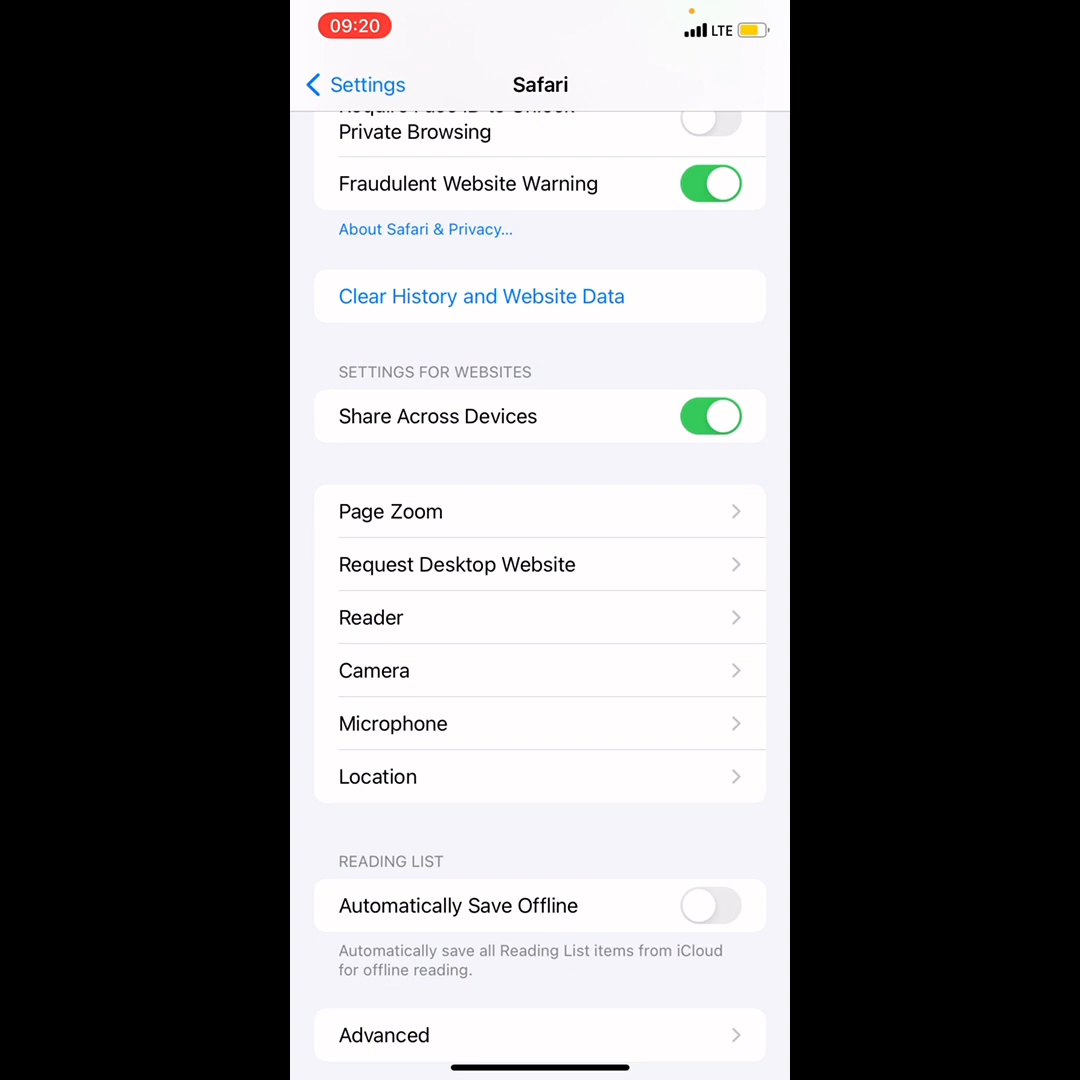 09:20
LTE
Settings
Safari
Private Browsing
Fraudulent Website Warning
About Safari & Privacy...
Clear History and Website Data
SETTINGS FOR WEBSITES
Share Across Devices
Page Zoom
Request Desktop Website
Reader
Camera
Microphone
Location
READING LIST
Automatically Save Offline
Automatically save all Reading List items from iCloud
for offline reading.
Advanced